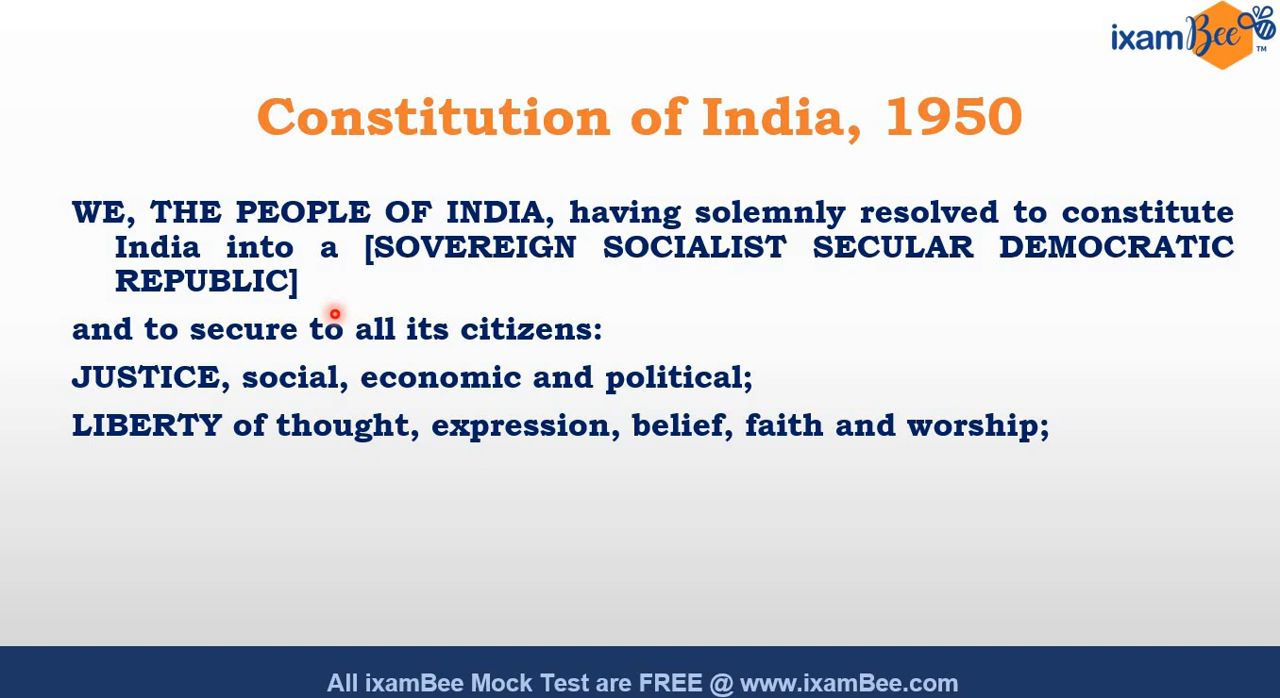 ixamBee TM
Constitution of India, 1950
WE, THE PEOPLE OF INDIA, having solemnly resolved to constitute
India into a [SOVEREIGN SOCIALIST SECULAR DEMOCRATIC
REPUBLIC]
and to secure to all its citizens:
JUSTICE, social, economic and political;
LIBERTY of thought, expression, belief, faith and worship;
All ixamBee Mock Test are FREE @ www.ixamBee.com